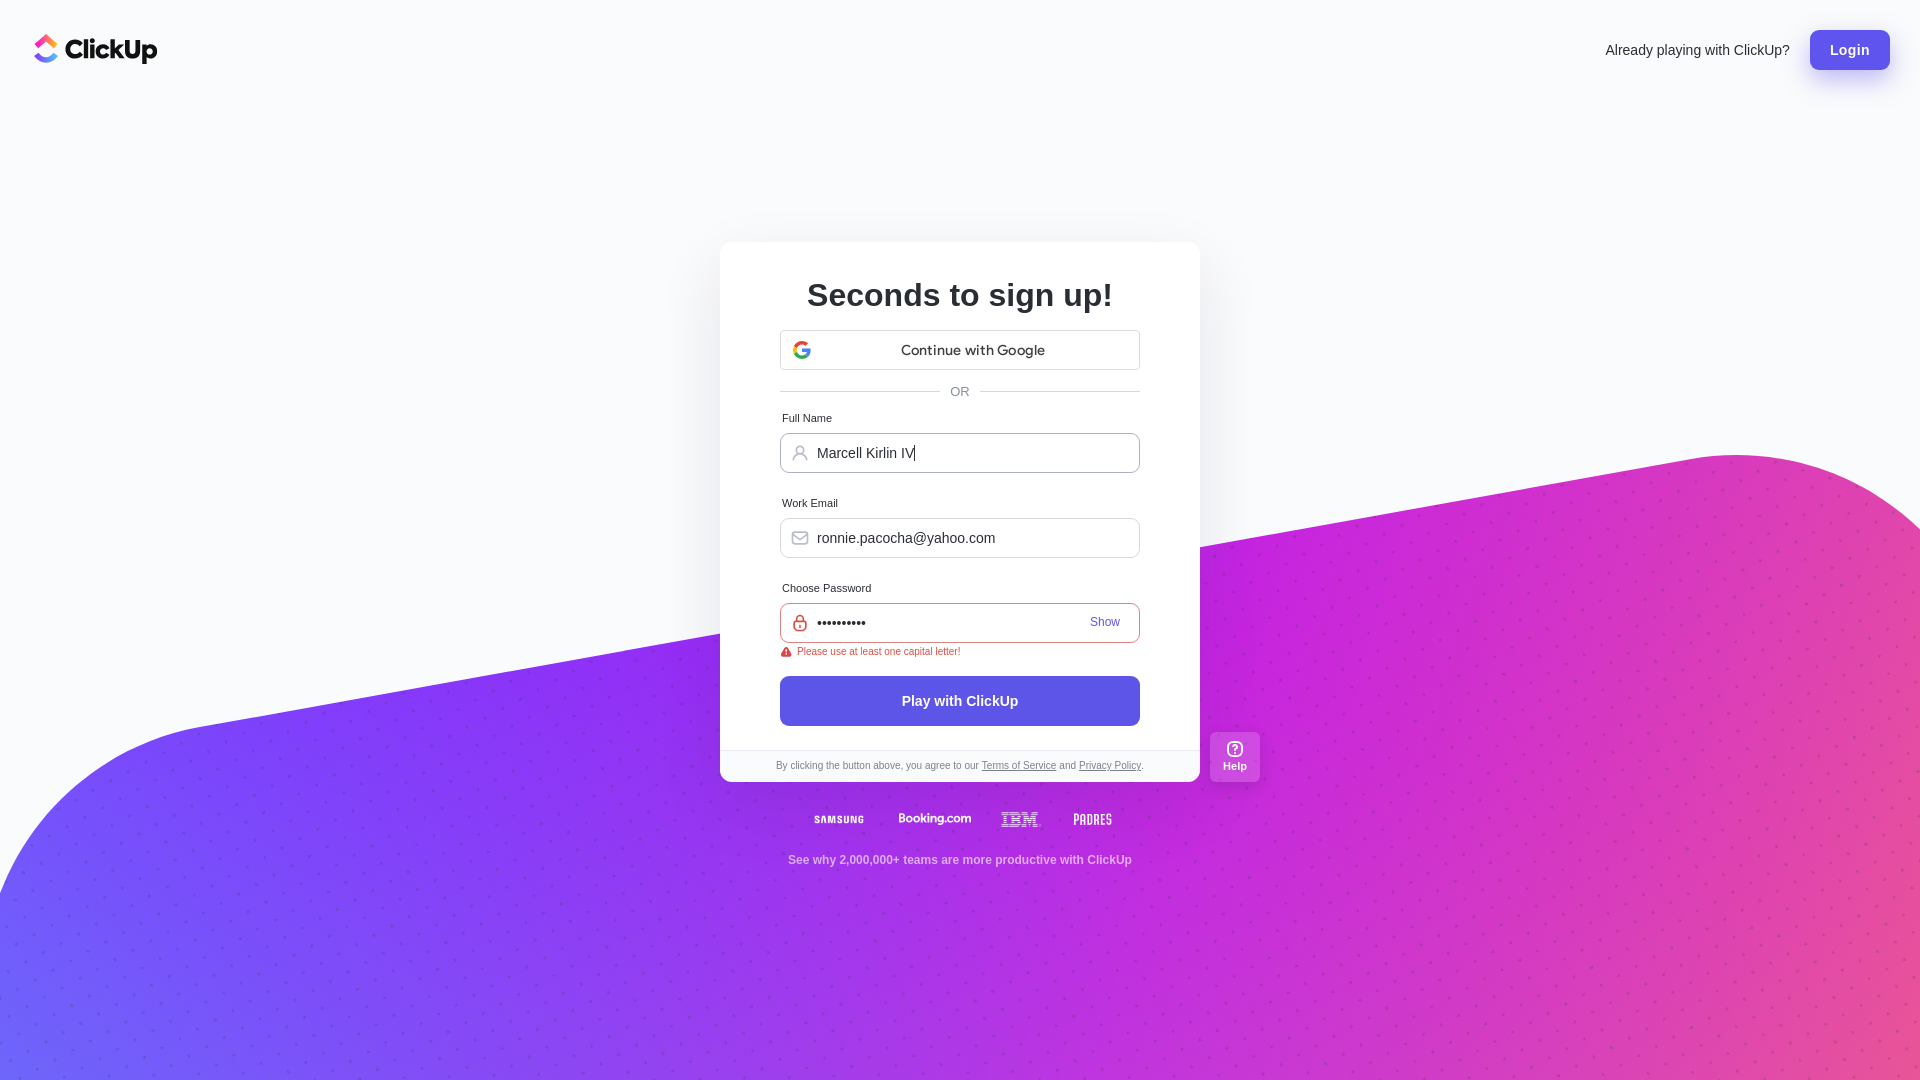 ClickUp
Already playing with ClickUp?
Login
Seconds to sign up!
Continue with Google
OR
Full Name
Marcell Kirlin IV
Work Email
ronnie.pacocha@yahoo.com
Choose Password
••••••••••
Show
Please use at least one capital letter!
Play with ClickUp
By clicking the button above, you agree to our Terms of Service and Privacy Policy.
Help
SAMSUNG Booking.com IBM PADRES
See why 2,000,000+ teams are more productive with ClickUp